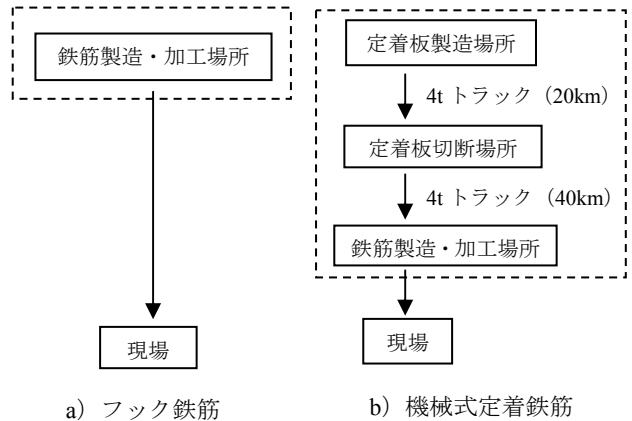 鉄筋製造・加工場所
現場
a）フック鉄筋
定着板製造場所
4t トラック（20km）
定着板切断場所
4t トラック（40km）
鉄筋製造・加工場所
現場
b）機械式定着鉄筋